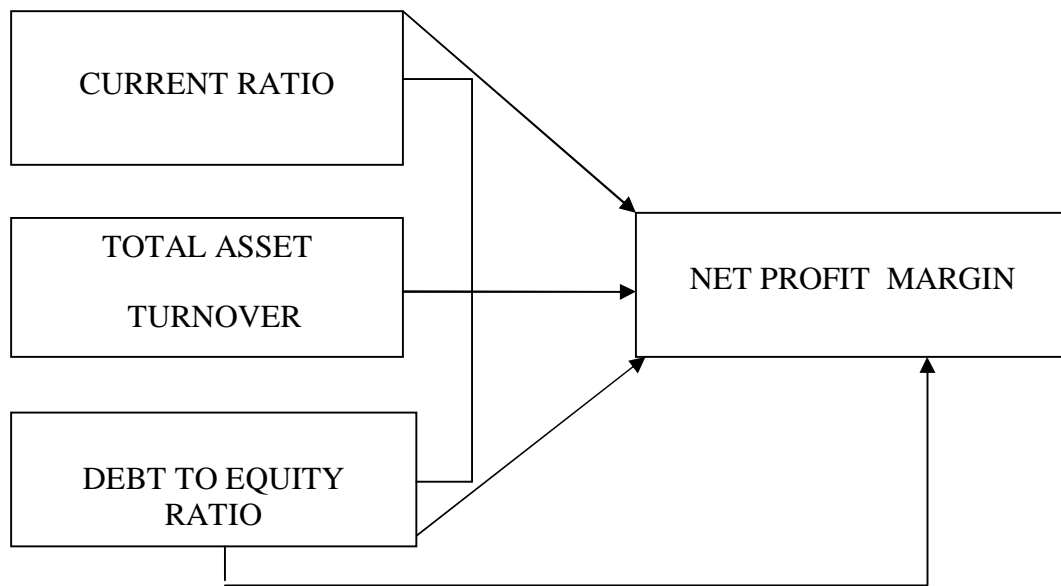 CURRENT RATIO
TOTAL ASSET
TURNOVER
NET PROFIT  MARGIN
DEBT TO EQUITY
RATIO